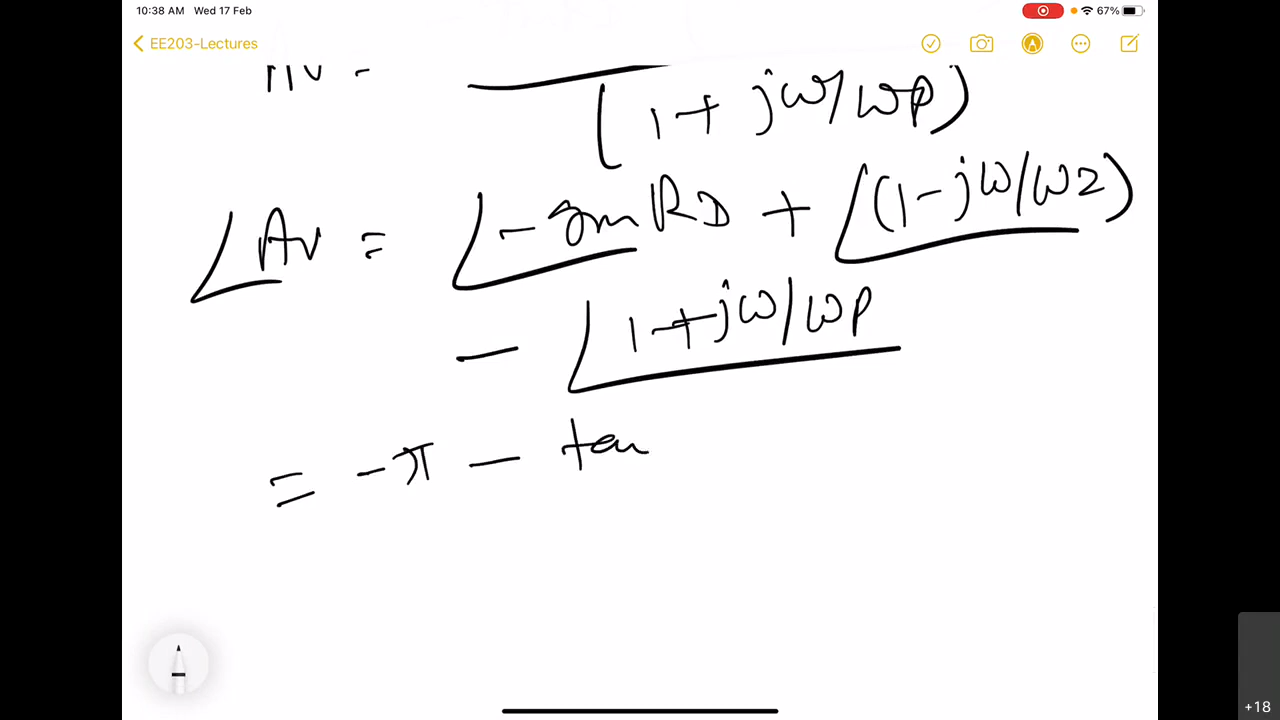 10:38 AM Wed 17 Feb 67%
EE203-Lectures
Av =
(1 + jω/ωp)
∠Av = ∠-gmRD + ∠(1-jω/ωz)
- ∠1+jω/ωp
= -π - tan
+18